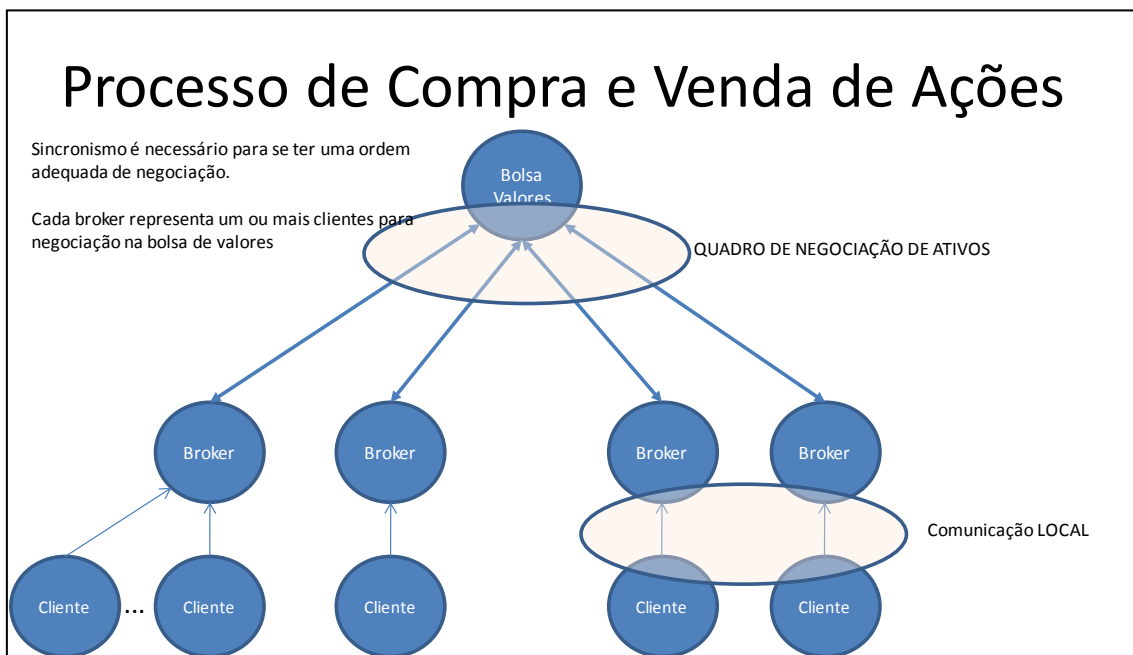 Processo de Compra e Venda de Ações
Sincronismo é necessário para se ter uma ordem
adequada de negociação.
Cada broker representa um ou mais clientes para
negociação na bolsa de valores
Bolsa
Valores
QUADRO DE NEGOCIAÇÃO DE ATIVOS
Broker
Broker
Broker
Broker
Comunicação LOCAL
Cliente
...
Cliente
Cliente
Cliente
Cliente